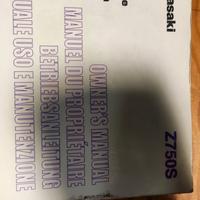 asaki
Z750S
OWNER'S MANUAL
MANUEL DU PROPRIÉTAIRE
BETRIEBSANLEITUNG
UALE USO E MANUTENZIONE